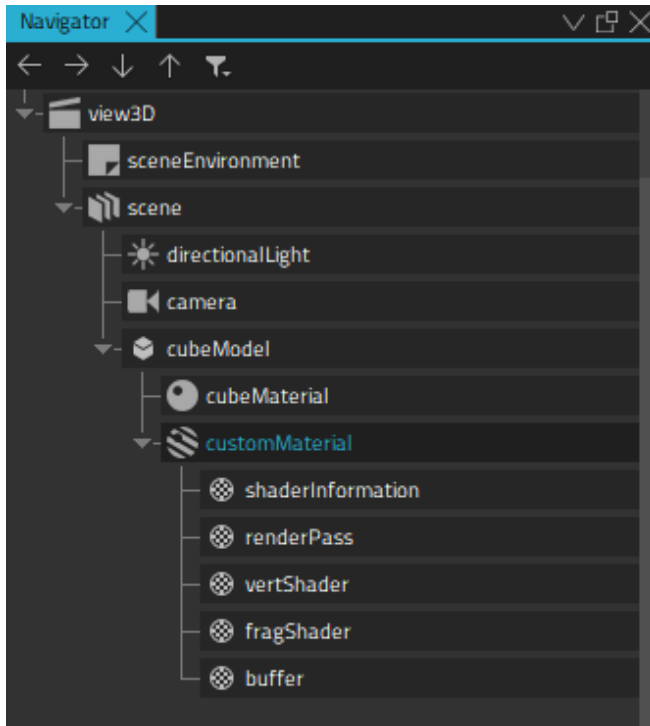 Navigator
view3D
sceneEnvironment
scene
directionalLight
camera
cubeModel
cubeMaterial
customMaterial
shaderInformation
renderPass
vertShader
fragShader
buffer